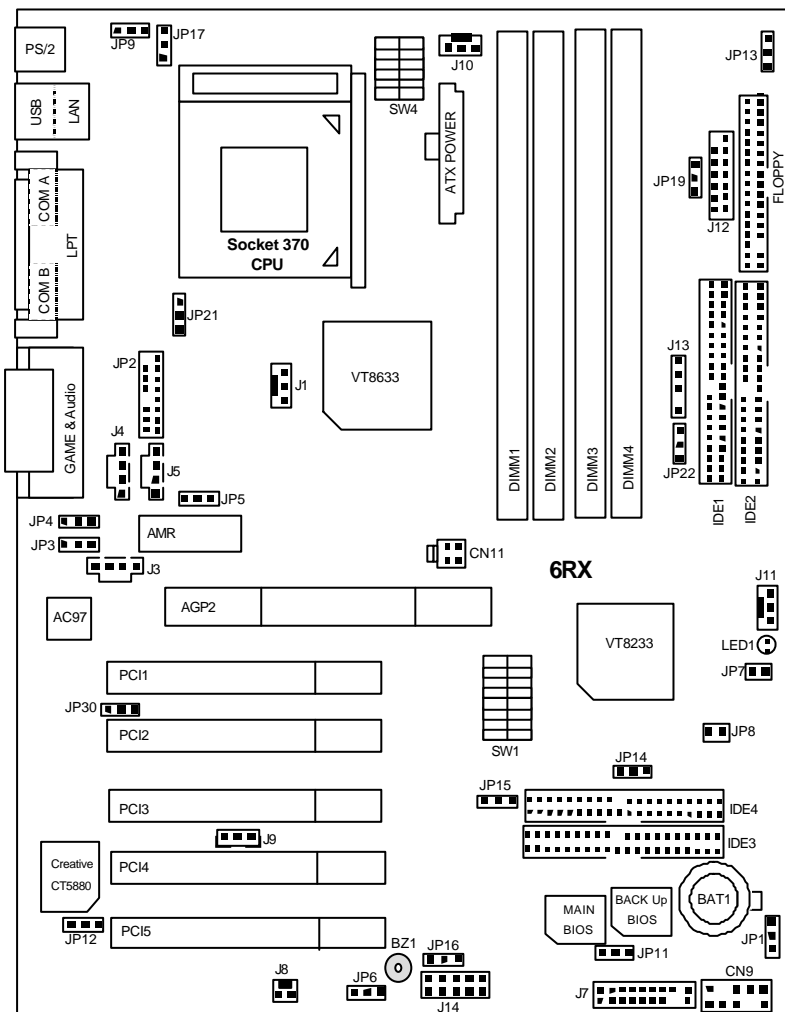 PS/2
JP9
JP17
J10
JP13
SW4
USB
LAN
ATX POWER
FLOPPY
JP19
J12
COM A
COM B
LPT
Socket 370
CPU
JP21
JP2
J1
VT8633
J13
GAME & Audio
J4
J5
JP5
DIMM1
DIMM2
DIMM3
DIMM4
JP22
IDE1
IDE2
JP4
JP3
AMR
J3
CN11
6RX
J11
AC97
AGP2
VT8233
LED1
JP7
PCI1
JP30
PCI2
SW1
JP8
JP14
JP15
PCI3
IDE4
J9
IDE3
Creative
CT5880
PCI4
BACK Up
BIOS
BAT1
MAIN
BIOS
JP12
PCI5
BZ1
JP16
JP11
JP1
J8
JP6
J14
J7
CN9